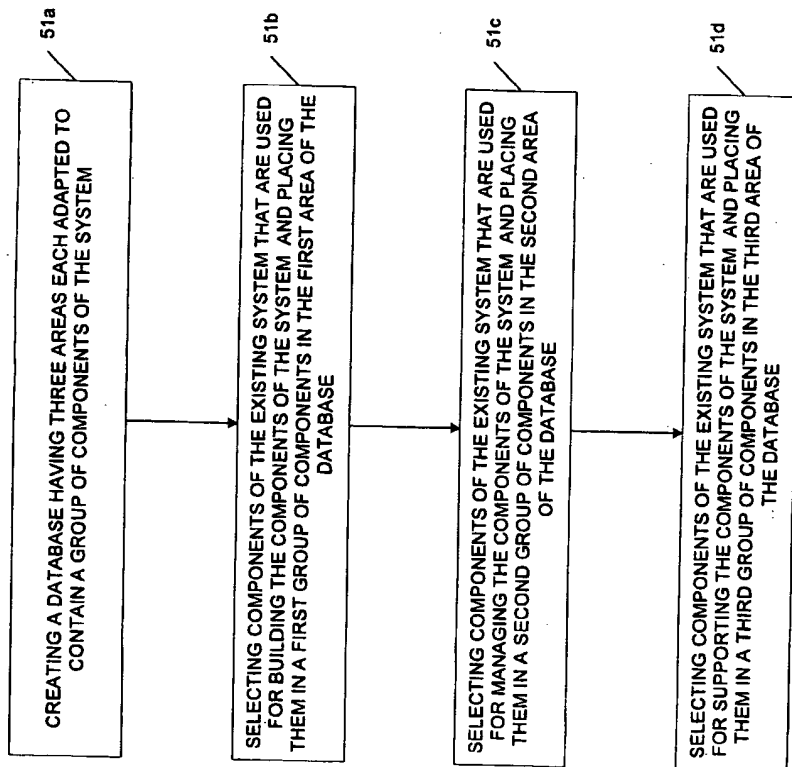 CREATING A DATABASE HAVING THREE AREAS EACH ADAPTED TO
CONTAIN A GROUP OF COMPONENTS OF THE SYSTEM
51a
SELECTING COMPONENTS OF THE EXISTING SYSTEM THAT ARE USED
FOR BUILDING THE COMPONENTS OF THE SYSTEM AND PLACING
THEM IN A FIRST GROUP OF COMPONENTS IN THE FIRST AREA OF THE
DATABASE
51b
SELECTING COMPONENTS OF THE EXISTING SYSTEM THAT ARE USED
FOR MANAGING THE COMPONENTS OF THE SYSTEM AND PLACING
THEM IN A SECOND GROUP OF COMPONENTS IN THE SECOND AREA
OF THE DATABASE
51c
SELECTING COMPONENTS OF THE EXISTING SYSTEM THAT ARE USED
FOR SUPPORTING THE COMPONENTS OF THE SYSTEM AND PLACING
THEM IN A THIRD GROUP OF COMPONENTS IN THE THIRD AREA OF
THE DATABASE
51d